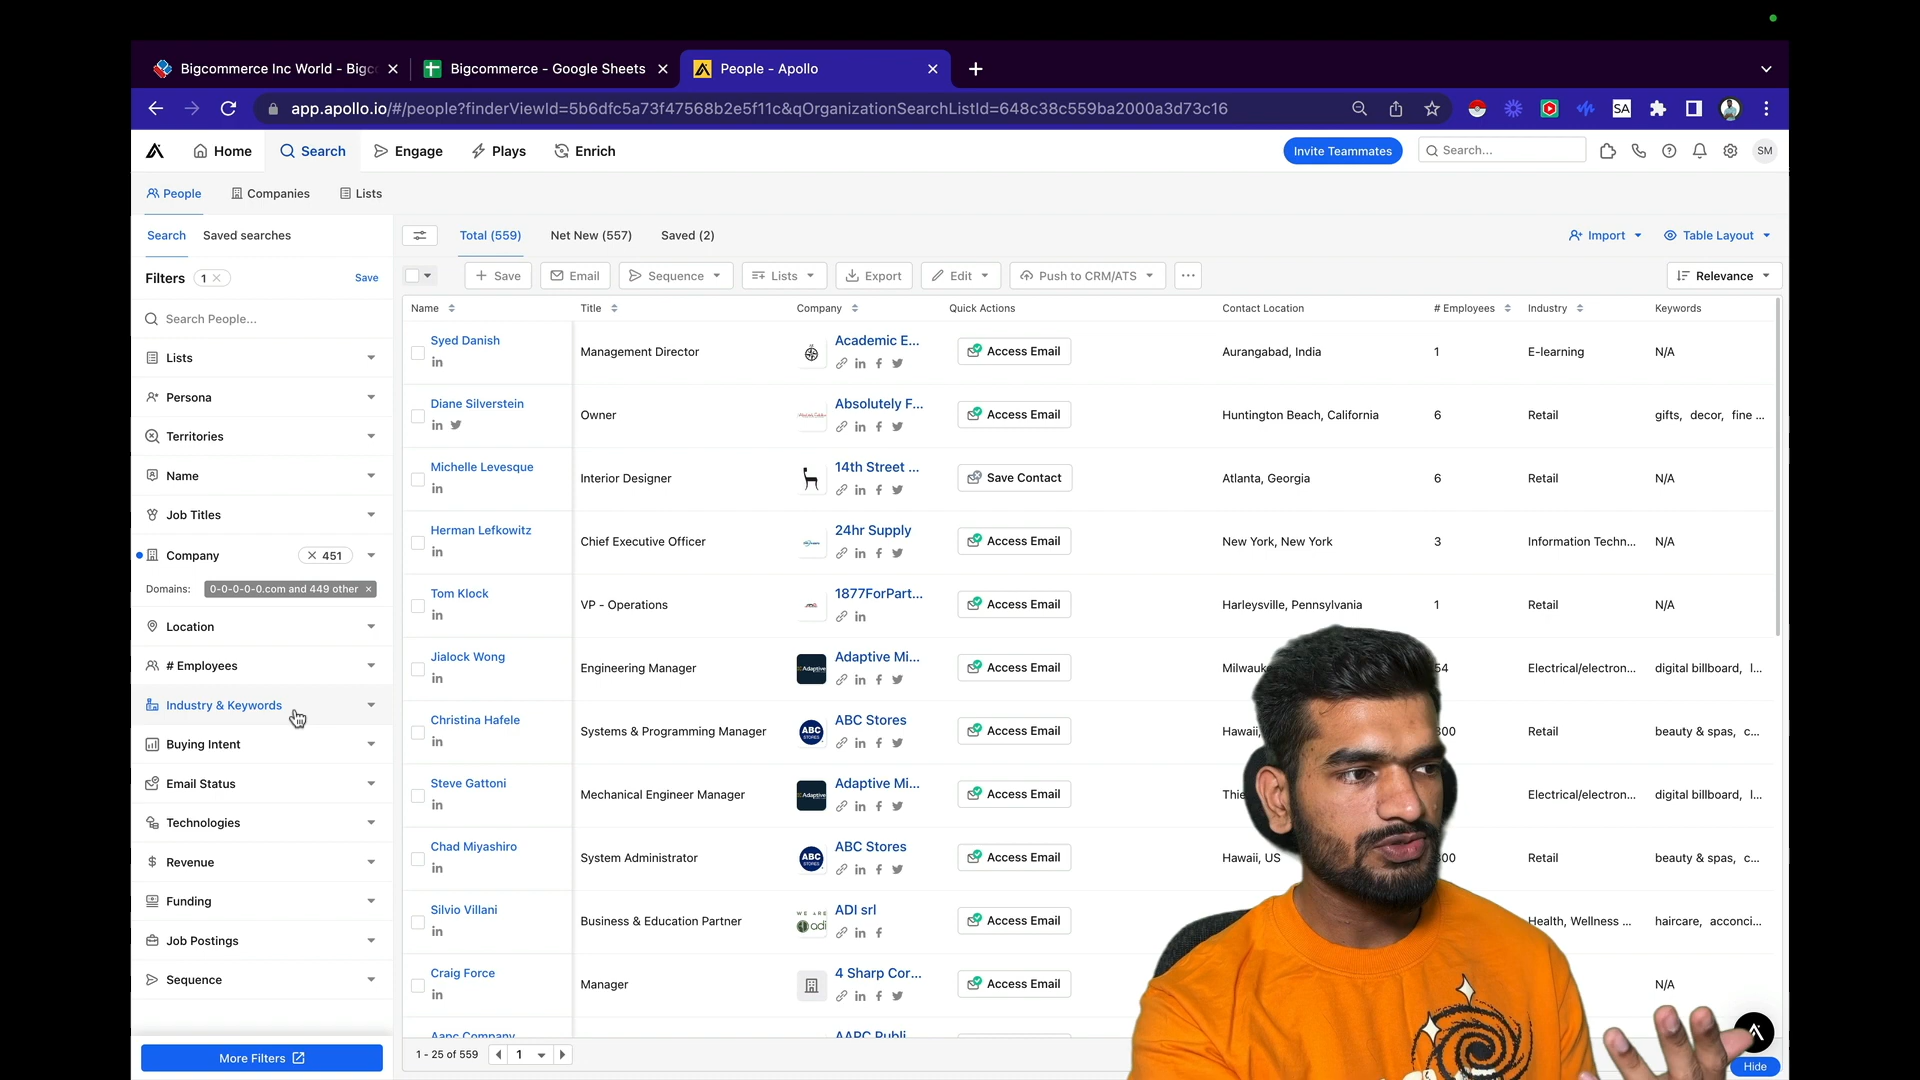 Bigcommerce Inc World - Bigc
Bigcommerce - Google Sheets
People - Apollo
app.apollo.io/#/people?finderViewId=5b6dfc5a73f47568b2e5f11c&qOrganizationSearchListId=648c38c559ba2000a3d73c16
SA
Home
Search
Engage
Plays
Enrich
Invite Teammates
Search...
SM
People
Companies
Lists
Search
Saved searches
Total (559)
Net New (557)
Saved (2)
Import
Table Layout
Filters
1
Save
Save
Email
Sequence
Lists
Export
Edit
Push to CRM/ATS
Relevance
Search People...
Lists
Persona
Territories
Name
Job Titles
Company
451
Domains:
0-0-0-0-0.com and 449 other
Location
# Employees
Industry & Keywords
Buying Intent
Email Status
Technologies
Revenue
Funding
Job Postings
Sequence
More Filters
Name Title Company Quick Actions Contact Location # Employees Industry Keywords
Syed Danish Management Director Academic E... Access Email Aurangabad, India 1 E-learning N/A
Diane Silverstein Owner Absolutely F... Access Email Huntington Beach, California 6 Retail gifts, decor, fine ...
Michelle Levesque Interior Designer 14th Street ... Save Contact Atlanta, Georgia 6 Retail N/A
Herman Lefkowitz Chief Executive Officer 24hr Supply Access Email New York, New York 3 Information Techn... N/A
Tom Klock VP - Operations 1877ForPart... Access Email Harleysville, Pennsylvania 1 Retail N/A
Jialock Wong Engineering Manager Adaptive Mi... Access Email Milwauke 54 Electrical/electron... digital billboard, l...
Christina Hafele Systems & Programming Manager ABC STORES ABC Stores Access Email Hawaii, 300 Retail beauty & spas, c...
Steve Gattoni Mechanical Engineer Manager Adaptive Mi... Access Email Thie Electrical/electron... digital billboard, l...
Chad Miyashiro System Administrator ABC STORES ABC Stores Access Email Hawaii, US 300 Retail beauty & spas, c...
Silvio Villani Business & Education Partner WE ARE adi ADI srl Access Email Health, Wellness ... haircare, acconci...
Craig Force Manager 4 Sharp Cor... Access Email N/A
Aapc Company AAPC Publi
1 - 25 of 559
1
Hide